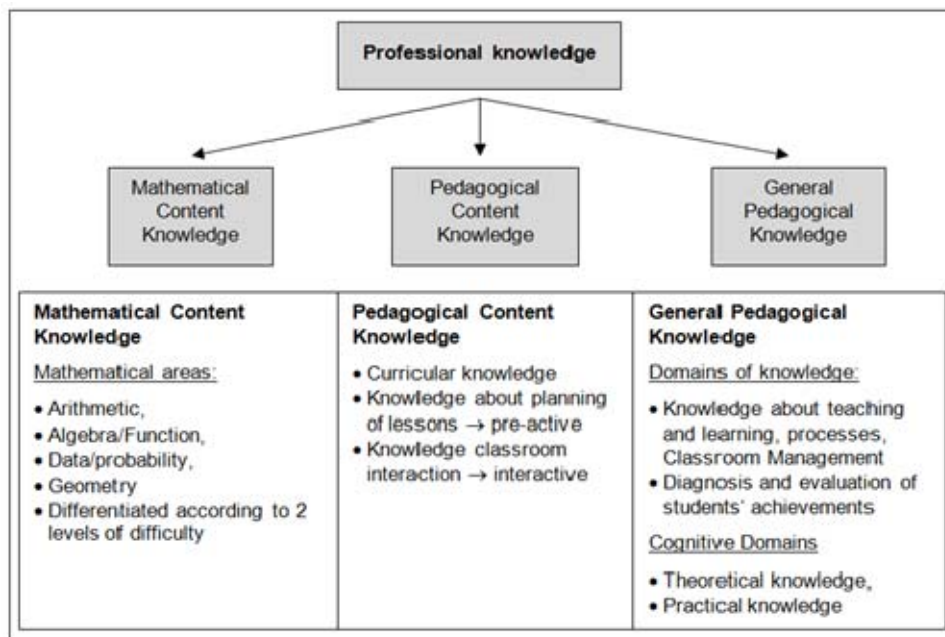 Professional knowledge
Mathematical
Content
Knowledge
Pedagogical
Content
Knowledge
General
Pedagogical
Knowledge
Mathematical Content
Knowledge
Mathematical areas:
• Arithmetic,
• Algebra/Function,
• Data/probability,
• Geometry
• Differentiated according to 2
levels of difficulty
Pedagogical Content
Knowledge
• Curricular knowledge
• Knowledge about planning
of lessons → pre-active
• Knowledge classroom
interaction → interactive
General Pedagogical
Knowledge
Domains of knowledge:
• Knowledge about teaching
and learning, processes,
Classroom Management
• Diagnosis and evaluation of
students' achievements
Cognitive Domains
• Theoretical knowledge,
• Practical knowledge